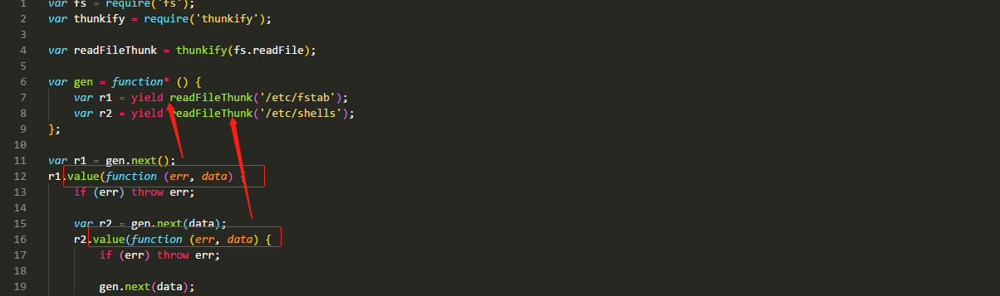 1 var fs = require('fs');
2 var thunkify = require('thunkify');
3
4 var readFileThunk = thunkify(fs.readFile);
5
6 var gen = function* () {
7 var r1 = yield readFileThunk('/etc/fstab');
8 var r2 = yield readFileThunk('/etc/shells');
9 };
10
11 var r1 = gen.next();
12 r1.value(function (err, data) {
13 if (err) throw err;
14
15 var r2 = gen.next(data);
16 r2.value(function (err, data) {
17 if (err) throw err;
18
19 gen.next(data);